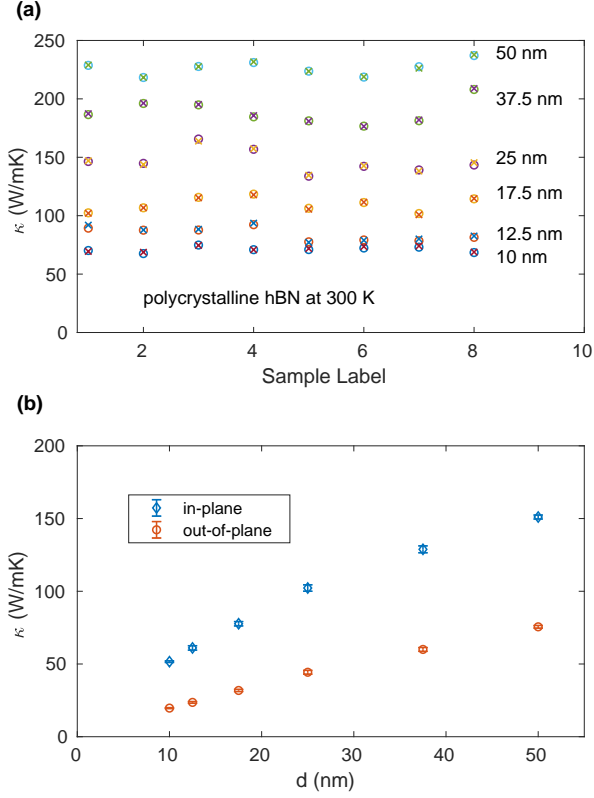 (a)
250
200
150
100
50
0
κ (W/mK)
50 nm
37.5 nm
25 nm
17.5 nm
12.5 nm
10 nm
polycrystalline hBN at 300 K
2 4 6 8 10
Sample Label
(b)
200
150
100
50
0
κ (W/mK)
in-plane
out-of-plane
0 10 20 30 40 50
d (nm)